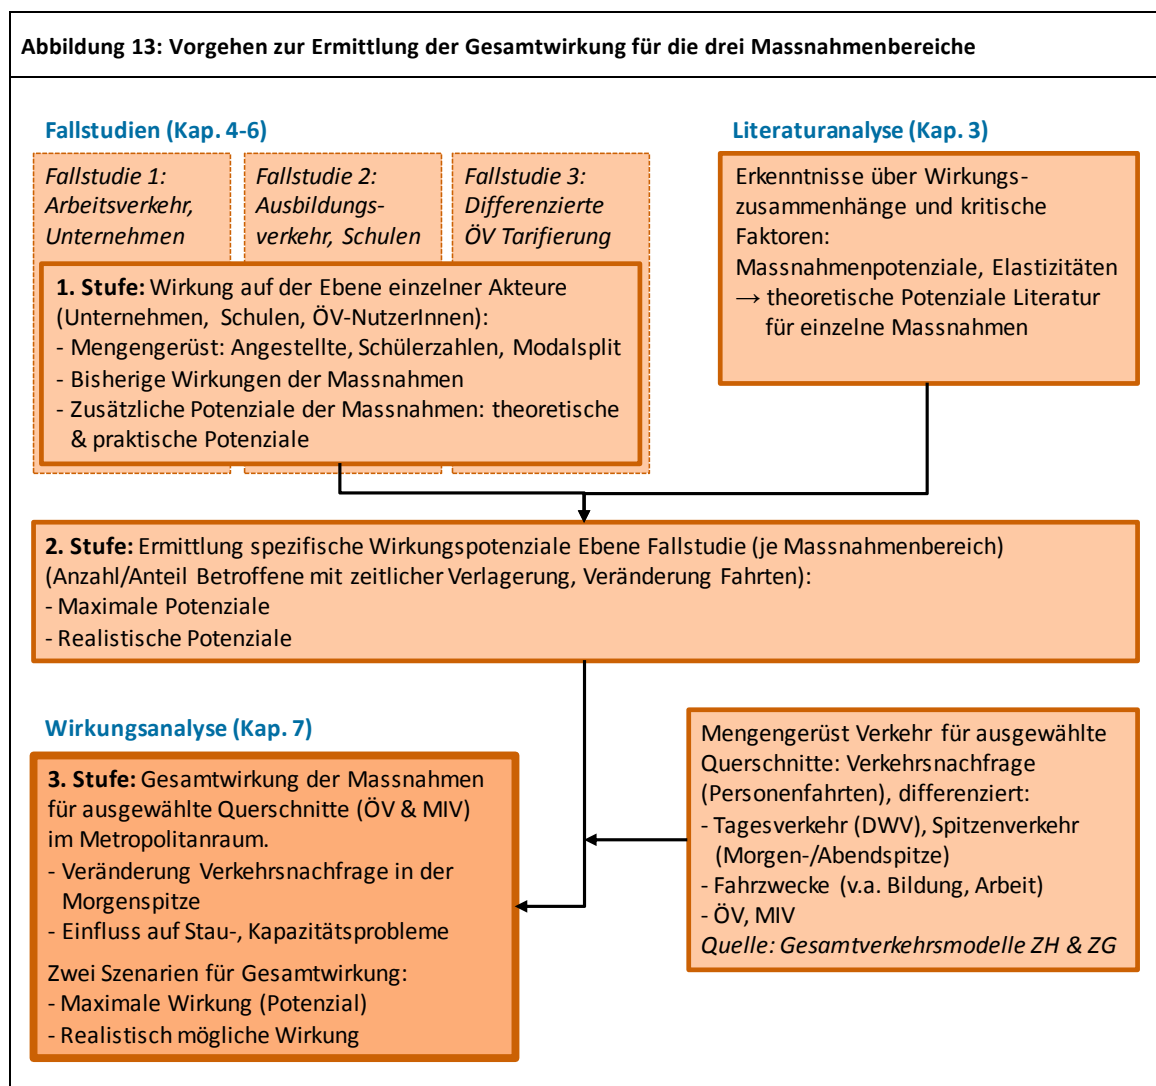 Abbildung 13: Vorgehen zur Ermittlung der Gesamtwirkung für die drei Massnahmenbereiche
Fallstudien (Kap. 4-6)
Fallstudie 1:
Arbeitsverkehr,
Unternehmen
Fallstudie 2:
Ausbildungs-
verkehr, Schulen
Fallstudie 3:
Differenzierte
ÖV Tarifierung
1. Stufe: Wirkung auf der Ebene einzelner Akteure
(Unternehmen, Schulen, ÖV-NutzerInnen):
- Mengengerüst: Angestellte, Schülerzahlen, Modalsplit
- Bisherige Wirkungen der Massnahmen
- Zusätzliche Potenziale der Massnahmen: theoretische
& praktische Potenziale
Literaturanalyse (Kap. 3)
Erkenntnisse über Wirkungs-
zusammenhänge und kritische
Faktoren:
Massnahmenpotenziale, Elastizitäten
→ theoretische Potenziale Literatur
für einzelne Massnahmen
2. Stufe: Ermittlung spezifische Wirkungspotenziale Ebene Fallstudie (je Massnahmenbereich)
(Anzahl/Anteil Betroffene mit zeitlicher Verlagerung, Veränderung Fahrten):
- Maximale Potenziale
- Realistische Potenziale
Wirkungsanalyse (Kap. 7)
3. Stufe: Gesamtwirkung der Massnahmen
für ausgewählte Querschnitte (ÖV & MIV)
im Metropolitanraum.
- Veränderung Verkehrsnachfrage in der
Morgenspitze
- Einfluss auf Stau-, Kapazitätsprobleme
Zwei Szenarien für Gesamtwirkung:
- Maximale Wirkung (Potenzial)
- Realistisch mögliche Wirkung
Mengengerüst Verkehr für ausgewählte
Querschnitte: Verkehrsnachfrage
(Personenfahrten), differenziert:
- Tagesverkehr (DWV), Spitzenverkehr
(Morgen-/Abendspitze)
- Fahrzwecke (v.a. Bildung, Arbeit)
- ÖV, MIV
Quelle: Gesamtverkehrsmodelle ZH & ZG